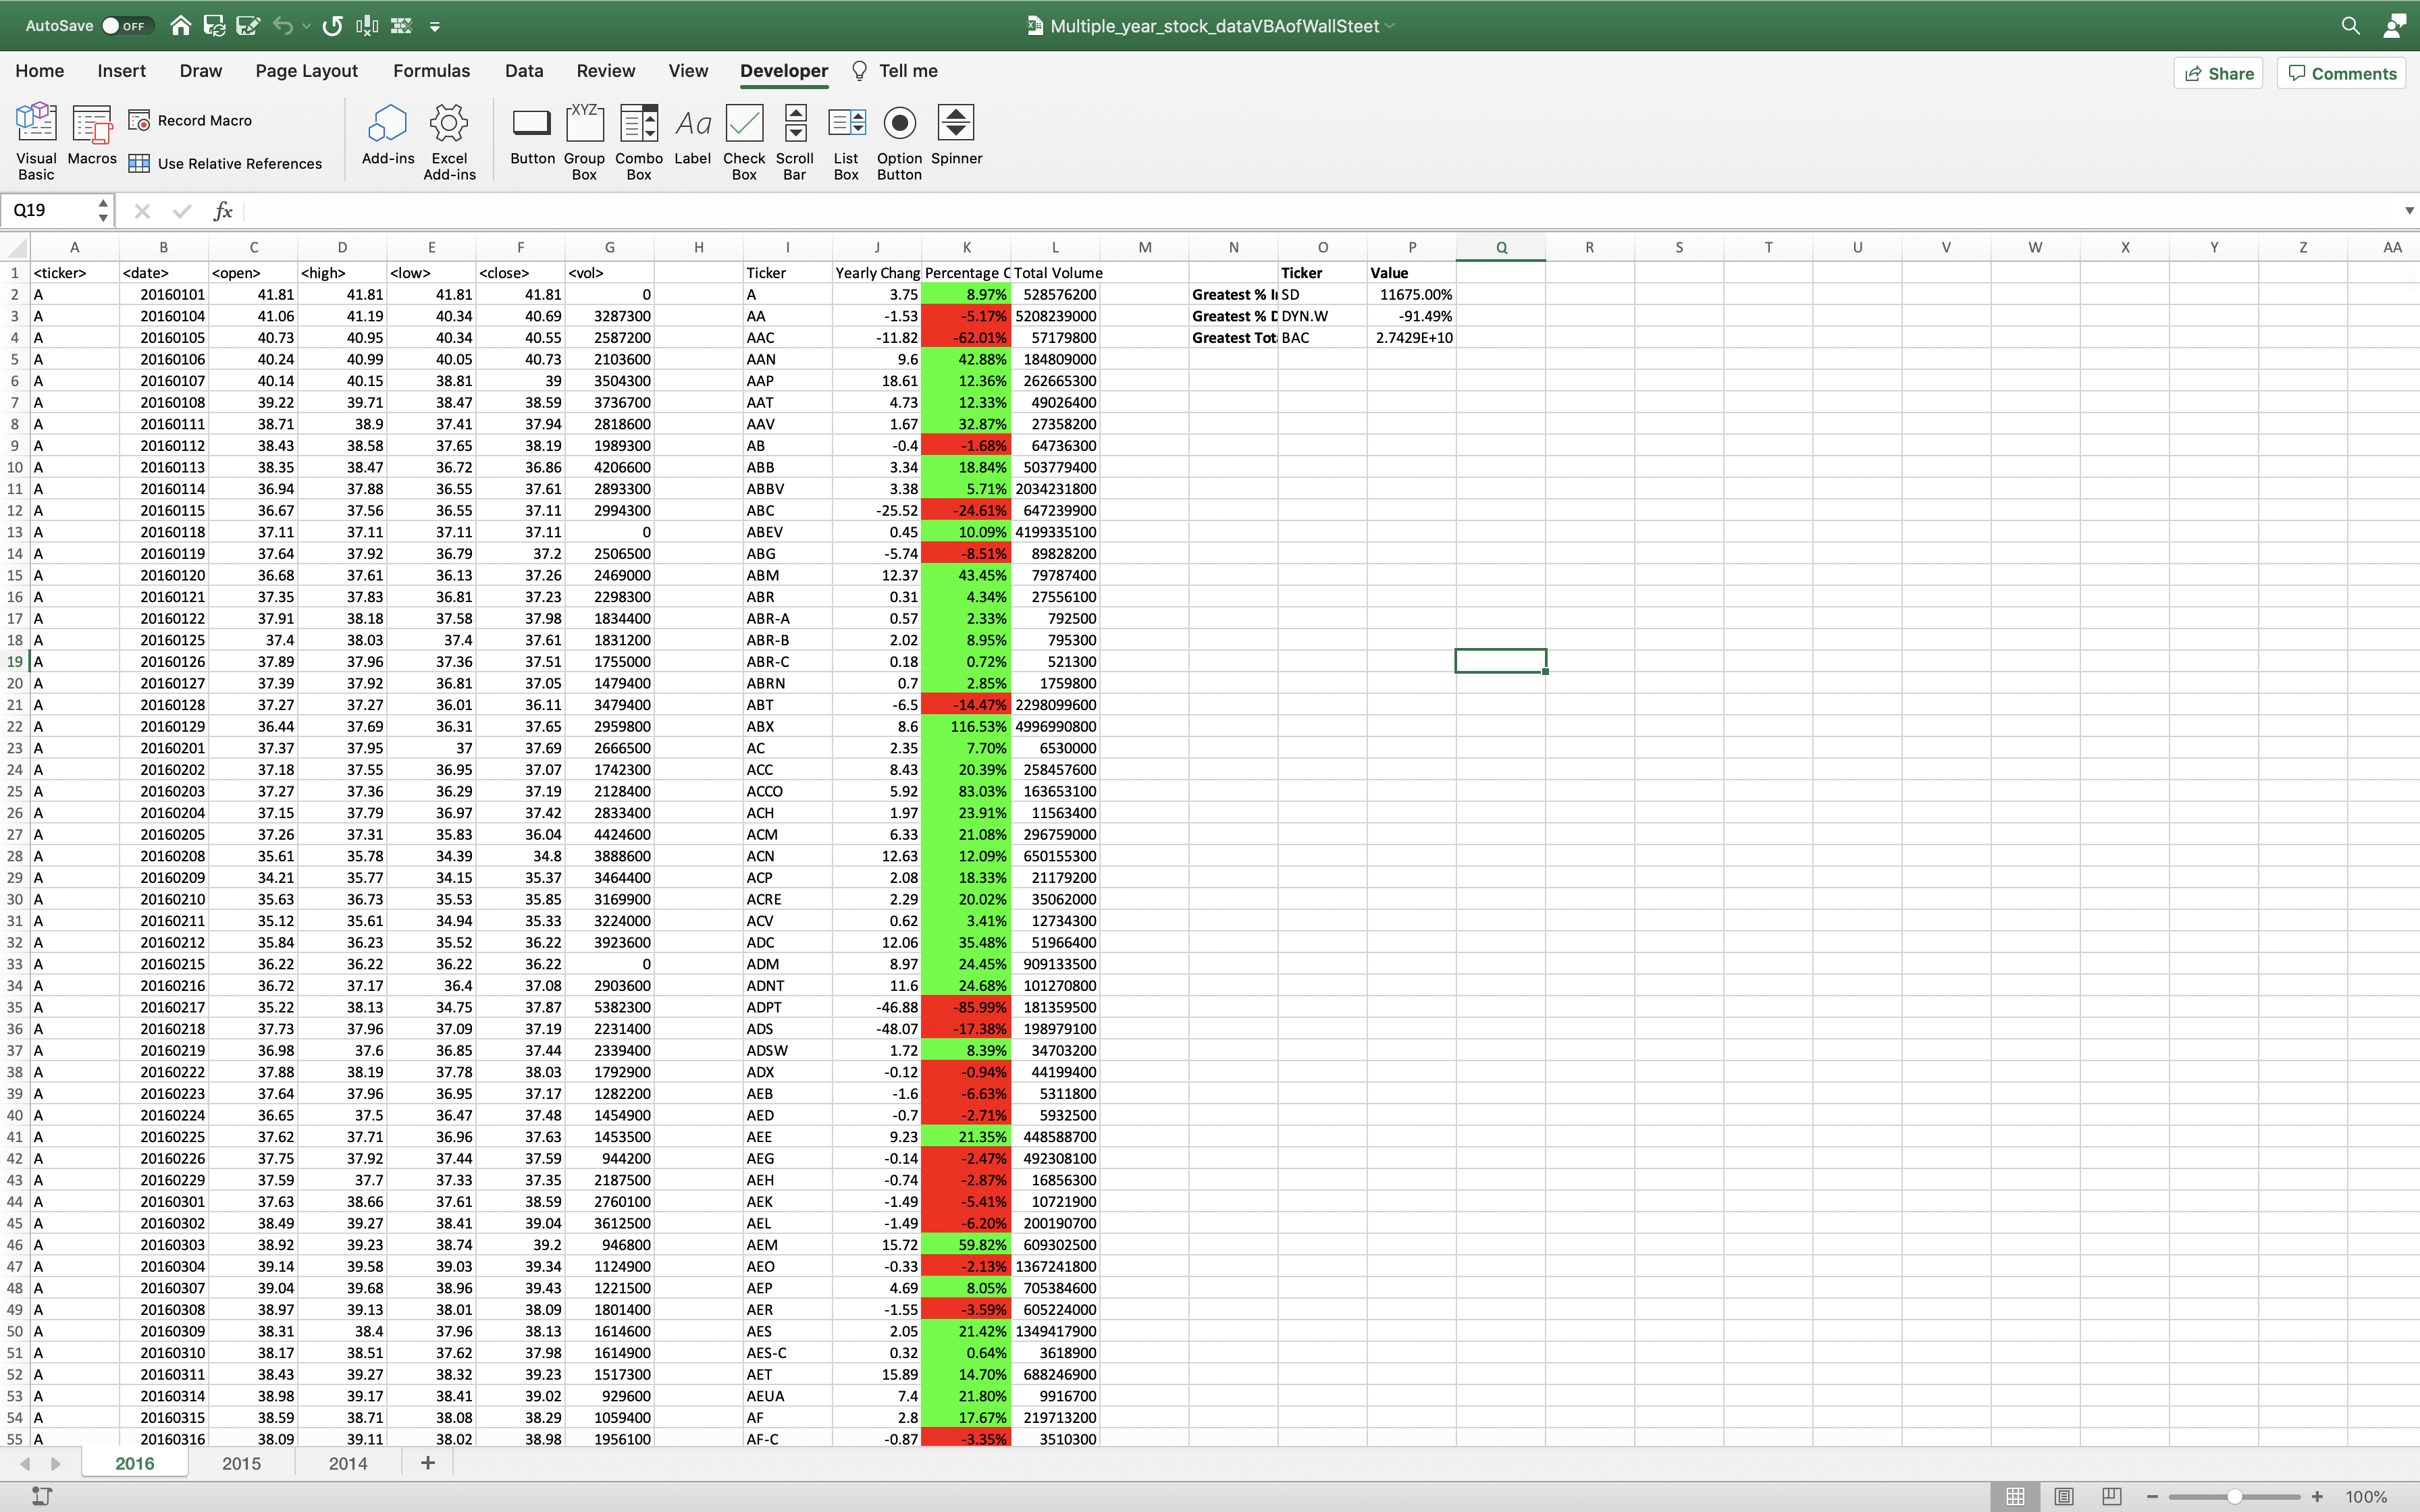 AutoSave OFF Multiple_year_stock_dataVBAofWallSteet
Home Insert Draw Page Layout Formulas Data Review View Developer Tell me Share Comments
Visual Basic Macros Record Macro Use Relative References Add-ins Excel Add-ins Button XYZ Group Box Combo Box Aa Label Check Box Scroll Bar List Box Option Button Spinner
Q19 fx
A B C D E F G H I J K L M N O P Q R S T U V W X Y Z AA
1 <ticker> <date> <open> <high> <low> <close> <vol> Ticker Yearly Chang Percentage C Total Volume Ticker Value
2 A 20160101 41.81 41.81 41.81 41.81 0 A 3.75 8.97% 528576200 Greatest % I SD 11675.00%
3 A 20160104 41.06 41.19 40.34 40.69 3287300 AA -1.53 -5.17% 5208239000 Greatest % D DYN.W -91.49%
4 A 20160105 40.73 40.95 40.34 40.55 2587200 AAC -11.82 -62.01% 57179800 Greatest Tot BAC 2.7429E+10
5 A 20160106 40.24 40.99 40.05 40.73 2103600 AAN 9.6 42.88% 184809000
6 A 20160107 40.14 40.15 38.81 39 3504300 AAP 18.61 12.36% 262665300
7 A 20160108 39.22 39.71 38.47 38.59 3736700 AAT 4.73 12.33% 49026400
8 A 20160111 38.71 38.9 37.41 37.94 2818600 AAV 1.67 32.87% 27358200
9 A 20160112 38.43 38.58 37.65 38.19 1989300 AB -0.4 -1.68% 64736300
10 A 20160113 38.35 38.47 36.72 36.86 4206600 ABB 3.34 18.84% 503779400
11 A 20160114 36.94 37.88 36.55 37.61 2893300 ABBV 3.38 5.71% 2034231800
12 A 20160115 36.67 37.56 36.55 37.11 2994300 ABC -25.52 -24.61% 647239900
13 A 20160118 37.11 37.11 37.11 37.11 0 ABEV 0.45 10.09% 4199335100
14 A 20160119 37.64 37.92 36.79 37.2 2506500 ABG -5.74 -8.51% 89828200
15 A 20160120 36.68 37.61 36.13 37.26 2469000 ABM 12.37 43.45% 79787400
16 A 20160121 37.35 37.83 36.81 37.23 2298300 ABR 0.31 4.34% 27556100
17 A 20160122 37.91 38.18 37.58 37.98 1834400 ABR-A 0.57 2.33% 792500
18 A 20160125 37.4 38.03 37.4 37.61 1831200 ABR-B 2.02 8.95% 795300
19 A 20160126 37.89 37.96 37.36 37.51 1755000 ABR-C 0.18 0.72% 521300
20 A 20160127 37.39 37.92 36.81 37.05 1479400 ABRN 0.7 2.85% 1759800
21 A 20160128 37.27 37.27 36.01 36.11 3479400 ABT -6.5 -14.47% 2298099600
22 A 20160129 36.44 37.69 36.31 37.65 2959800 ABX 8.6 116.53% 4996990800
23 A 20160201 37.37 37.95 37 37.69 2666500 AC 2.35 7.70% 6530000
24 A 20160202 37.18 37.55 36.95 37.07 1742300 ACC 8.43 20.39% 258457600
25 A 20160203 37.27 37.36 36.29 37.19 2128400 ACCO 5.92 83.03% 163653100
26 A 20160204 37.15 37.79 36.97 37.42 2833400 ACH 1.97 23.91% 11563400
27 A 20160205 37.26 37.31 35.83 36.04 4424600 ACM 6.33 21.08% 296759000
28 A 20160208 35.61 35.78 34.39 34.8 3888600 ACN 12.63 12.09% 650155300
29 A 20160209 34.21 35.77 34.15 35.37 3464400 ACP 2.08 18.33% 21179200
30 A 20160210 35.63 36.73 35.53 35.85 3169900 ACRE 2.29 20.02% 35062000
31 A 20160211 35.12 35.61 34.94 35.33 3224000 ACV 0.62 3.41% 12734300
32 A 20160212 35.84 36.23 35.52 36.22 3923600 ADC 12.06 35.48% 51966400
33 A 20160215 36.22 36.22 36.22 36.22 0 ADM 8.97 24.45% 909133500
34 A 20160216 36.72 37.17 36.4 37.08 2903600 ADNT 11.6 24.68% 101270800
35 A 20160217 35.22 38.13 34.75 37.87 5382300 ADPT -46.88 -85.99% 181359500
36 A 20160218 37.73 37.96 37.09 37.19 2231400 ADS -48.07 -17.38% 198979100
37 A 20160219 36.98 37.6 36.85 37.44 2339400 ADSW 1.72 8.39% 34703200
38 A 20160222 37.88 38.19 37.78 38.03 1792900 ADX -0.12 -0.94% 44199400
39 A 20160223 37.64 37.96 36.95 37.17 1282200 AEB -1.6 -6.63% 5311800
40 A 20160224 36.65 37.5 36.47 37.48 1454900 AED -0.7 -2.71% 5932500
41 A 20160225 37.62 37.71 36.96 37.63 1453500 AEE 9.23 21.35% 448588700
42 A 20160226 37.75 37.92 37.44 37.59 944200 AEG -0.14 -2.47% 492308100
43 A 20160229 37.59 37.7 37.33 37.35 2187500 AEH -0.74 -2.87% 16856300
44 A 20160301 37.63 38.66 37.61 38.59 2760100 AEK -1.49 -5.41% 10721900
45 A 20160302 38.49 39.27 38.41 39.04 3612500 AEL -1.49 -6.20% 200190700
46 A 20160303 38.92 39.23 38.74 39.2 946800 AEM 15.72 59.82% 609302500
47 A 20160304 39.14 39.58 39.03 39.34 1124900 AEO -0.33 -2.13% 1367241800
48 A 20160307 39.04 39.68 38.96 39.43 1221500 AEP 4.69 8.05% 705384600
49 A 20160308 38.97 39.13 38.01 38.09 1801400 AER -1.55 -3.59% 605224000
50 A 20160309 38.31 38.4 37.96 38.13 1614600 AES 2.05 21.42% 1349417900
51 A 20160310 38.17 38.51 37.62 37.98 1614900 AES-C 0.32 0.64% 3618900
52 A 20160311 38.43 39.27 38.32 39.23 1517300 AET 15.89 14.70% 688246900
53 A 20160314 38.98 39.17 38.41 39.02 929600 AEUA 7.4 21.80% 9916700
54 A 20160315 38.59 38.71 38.08 38.29 1059400 AF 2.8 17.67% 219713200
55 A 20160316 38.09 39.11 38.02 38.98 1956100 AF-C -0.87 -3.35% 3510300
2016 2015 2014 +
100%